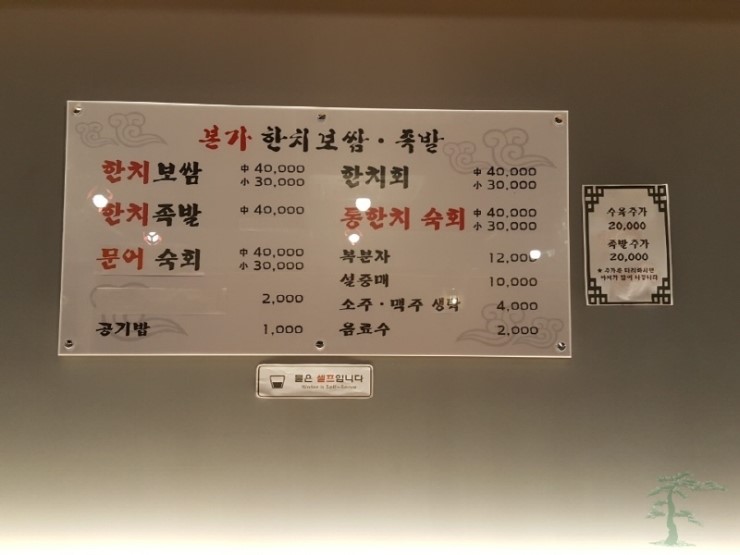 본가 한치보쌈·족발
한치보쌈 中 40,000
小 30,000
한치족발 中 40,000
문어 숙회 中 40,000
小 30,000
2,000
공기밥 1,000
한치회 中 40,000
小 30,000
통한치 숙회 中 40,000
小 30,000
복분자 12,000
설중매 10,000
소주·맥주 생탁 4,000
음료수 2,000
수육추가
20,000
족발추가
20,000
물은 셀프입니다